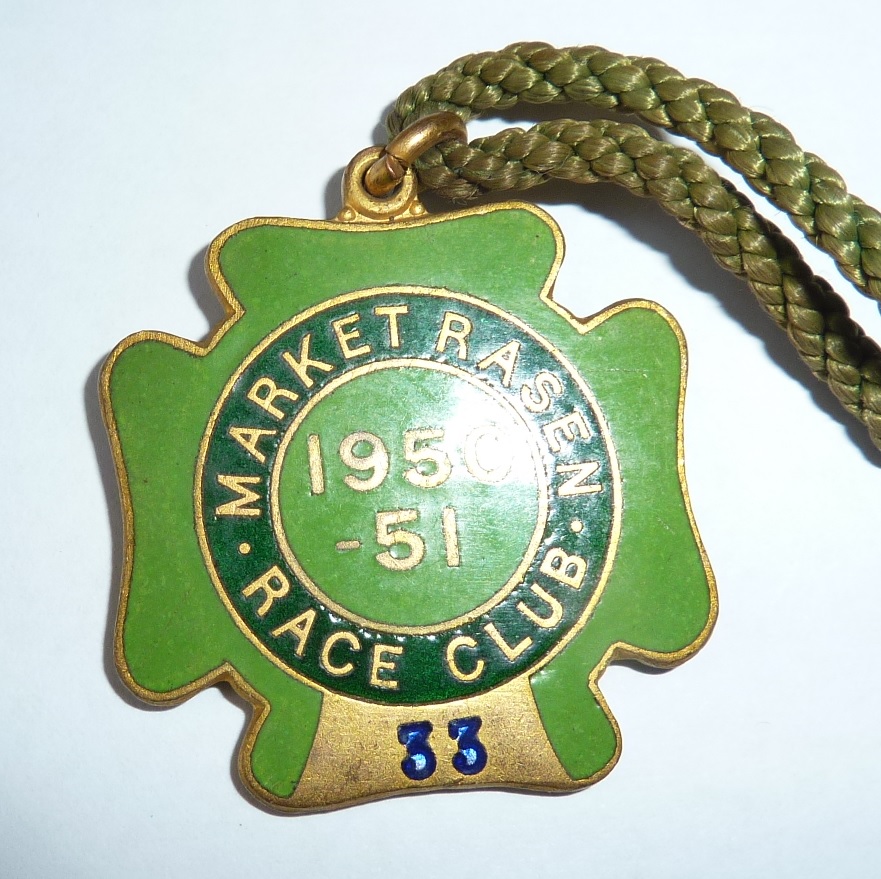 MARKET RASEN
1950
-51
· RACE CLUB ·
33